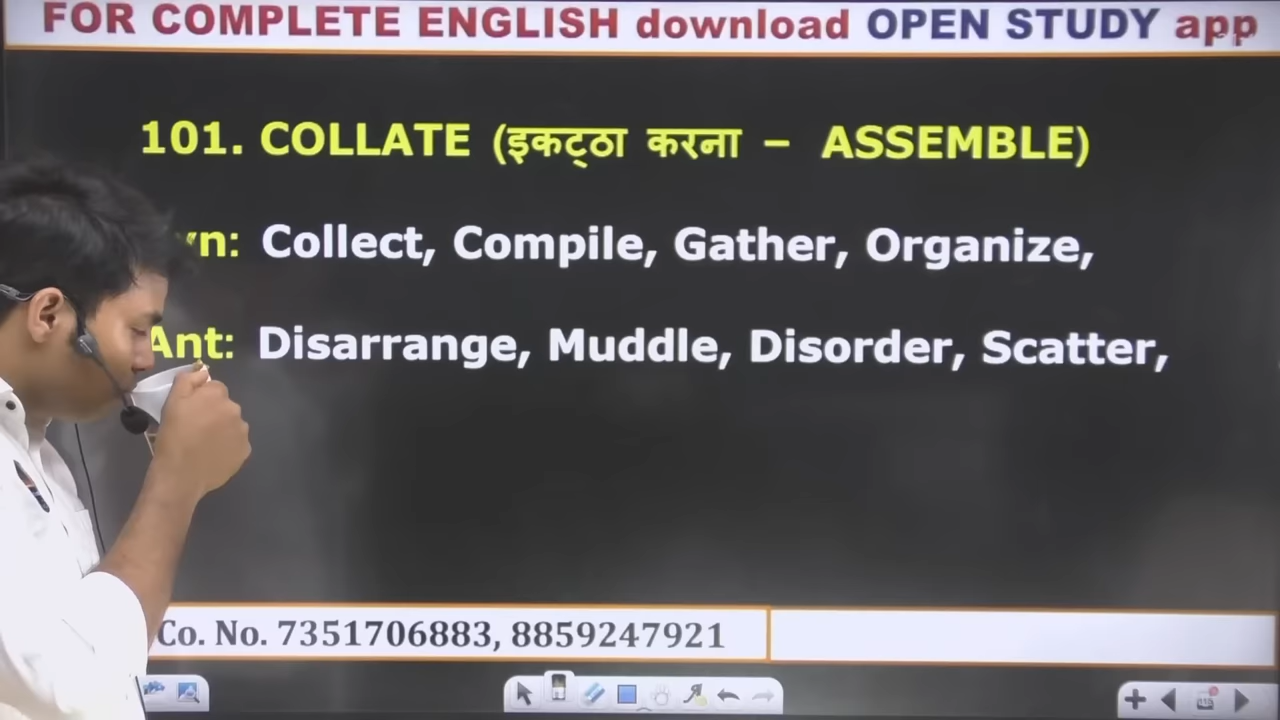 FOR COMPLETE ENGLISH download OPEN STUDY app
101. COLLATE (इकट्ठा करना – ASSEMBLE)
yn: Collect, Compile, Gather, Organize,
Ant: Disarrange, Muddle, Disorder, Scatter,
Co. No. 7351706883, 8859247921